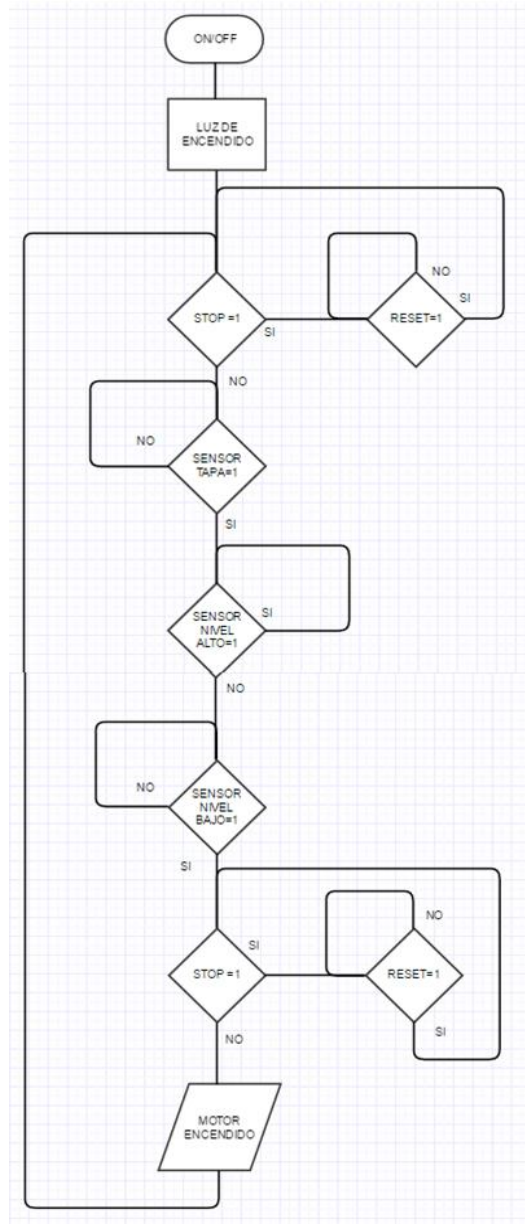 ON/OFF
LUZ DE
ENCENDIDO
NO
SI
STOP =1
RESET=1
SI
NO
NO
SENSOR
TAPA=1
SI
SI
SENSOR
NIVEL
ALTO=1
NO
NO
SENSOR
NIVEL
BAJO=1
SI
NO
SI
STOP =1
RESET=1
SI
NO
MOTOR
ENCENDIDO